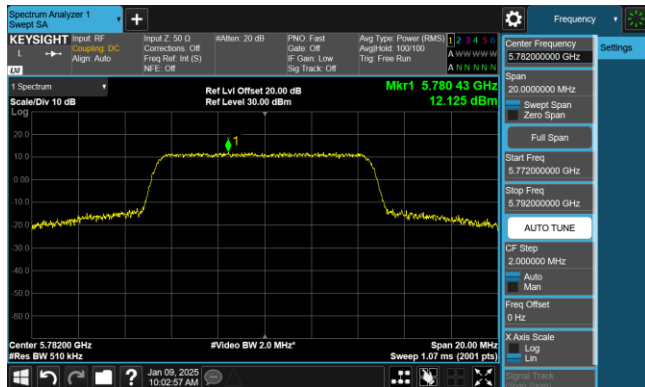 Spectrum Analyzer 1
Swept SA
+
Frequency
KEYSIGHT
L
LXI
Input: RF
Coupling: DC
Align: Auto
Input Z: 50 Ω
Corrections: Off
Freq Ref: Int (S)
NFE: Off
#Atten: 20 dB
PNO: Fast
Gate: Off
IF Gain: Low
Sig Track: Off
Avg Type: Power (RMS)
Avg|Hold: 100/100
Trig: Free Run
1 2 3 4 5 6
A W W W W W
A N N N N N
1 Spectrum
Scale/Div 10 dB
Log
Ref Lvl Offset 20.00 dB
Ref Level 30.00 dBm
Mkr1 5.780 43 GHz
12.125 dBm
1
20.0
10.0
0.00
-10.0
-20.0
-30.0
-40.0
-50.0
-60.0
Center 5.78200 GHz
#Res BW 510 kHz
#Video BW 2.0 MHz*
Span 20.00 MHz
Sweep 1.07 ms (2001 pts)
Jan 09, 2025
10:02:57 AM
?
Center Frequency
5.782000000 GHz
Settings
Span
20.0000000 MHz
Swept Span
Zero Span
Full Span
Start Freq
5.772000000 GHz
Stop Freq
5.792000000 GHz
AUTO TUNE
CF Step
2.000000 MHz
Auto
Man
Freq Offset
0 Hz
X Axis Scale
Log
Lin
Signal Track
(Span Zoom)